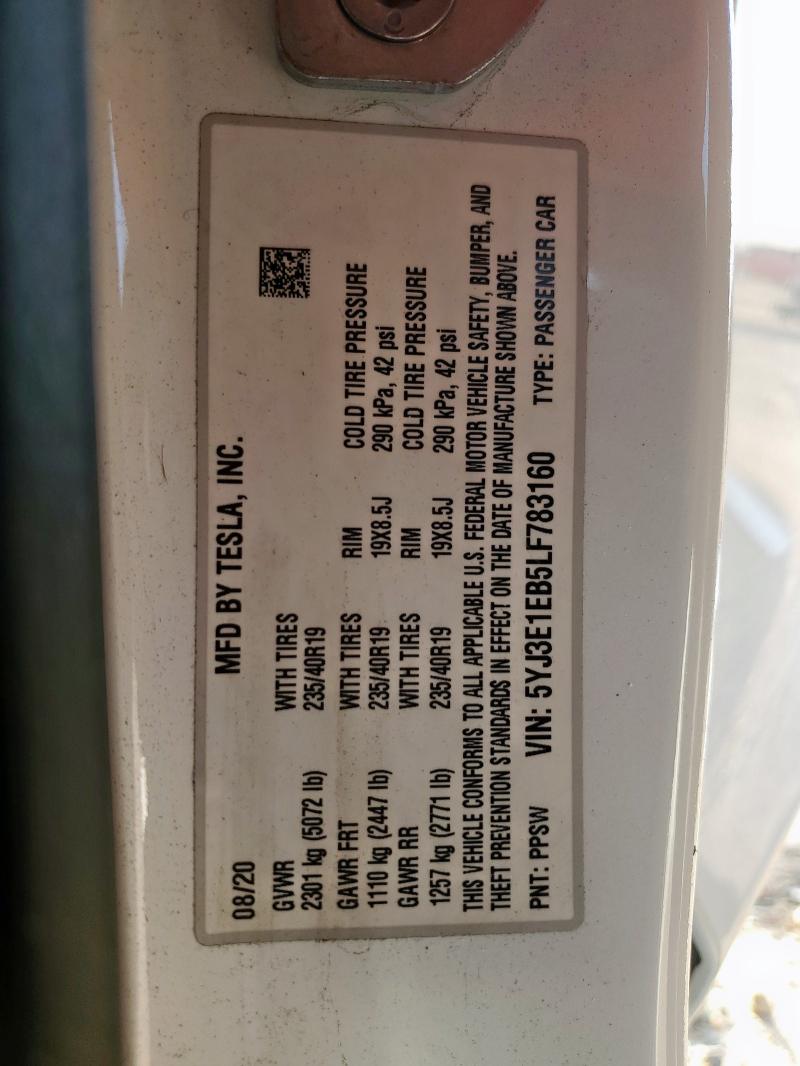 MFD BY TESLA, INC.
08/20
GVWR WITH TIRES
2301 kg (5072 lb) 235/40R19
GAWR FRT WITH TIRES RIM COLD TIRE PRESSURE
1110 kg (2447 lb) 235/40R19 19X8.5J 290 kPa, 42 psi
GAWR RR WITH TIRES RIM COLD TIRE PRESSURE
1257 kg (2771 lb) 235/40R19 19X8.5J 290 kPa, 42 psi
THIS VEHICLE CONFORMS TO ALL APPLICABLE U.S. FEDERAL MOTOR VEHICLE SAFETY, BUMPER, AND
THEFT PREVENTION STANDARDS IN EFFECT ON THE DATE OF MANUFACTURE SHOWN ABOVE.
PNT: PPSW VIN: 5YJ3E1EB5LF783160 TYPE: PASSENGER CAR